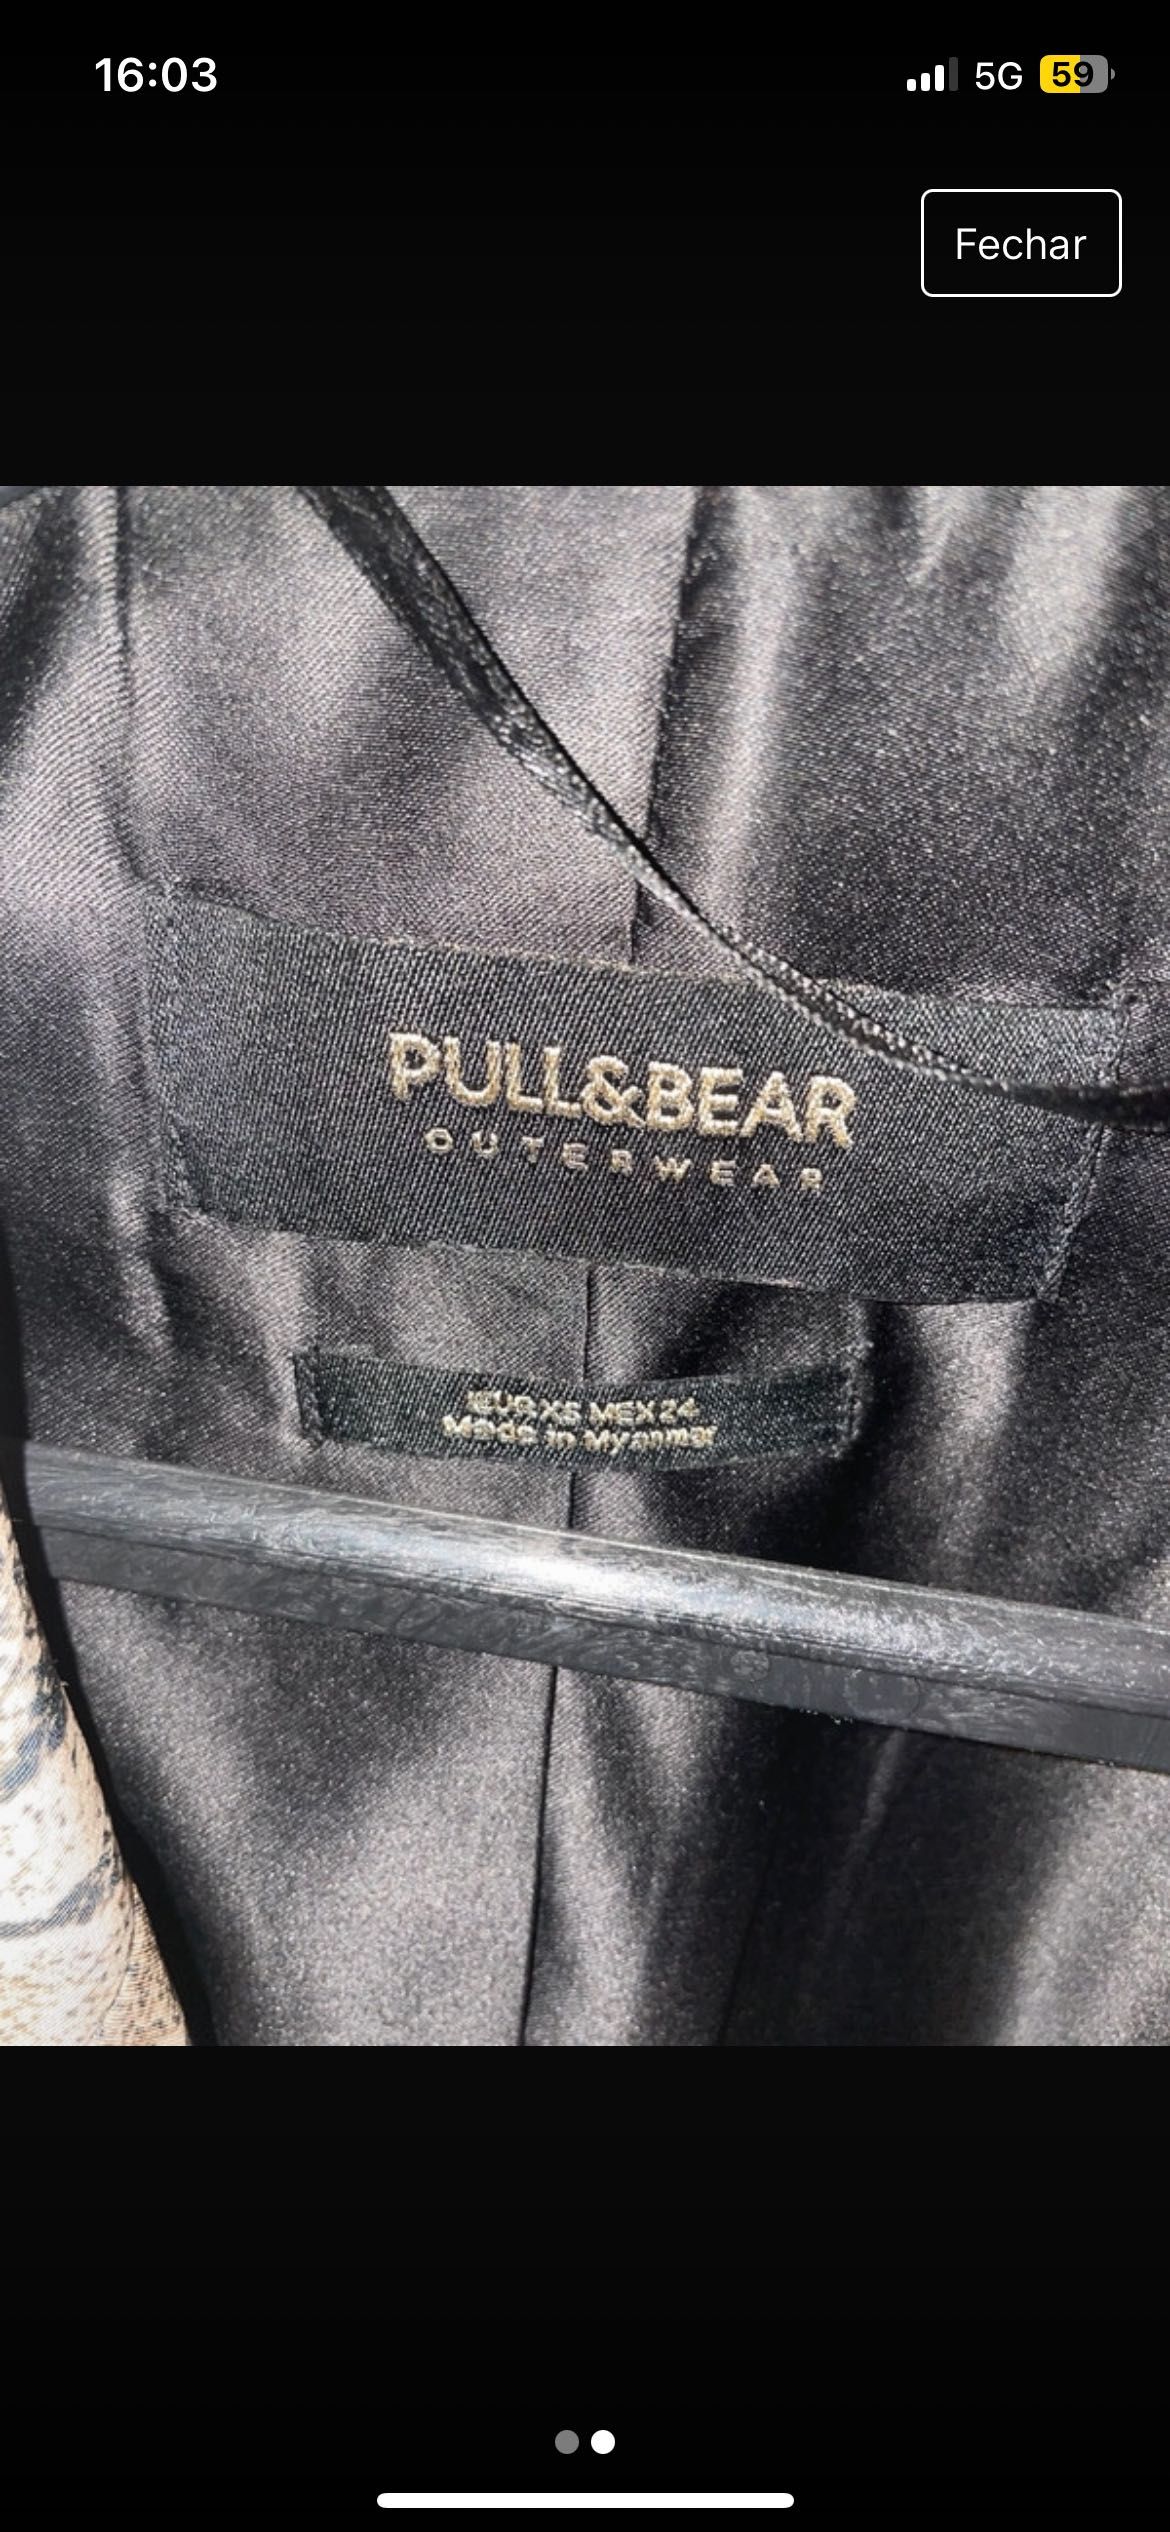 16:03
5G
59
Fechar
PULL&BEAR
OUTERWEAR
EUR XS MEX 24
Made in Myanmar